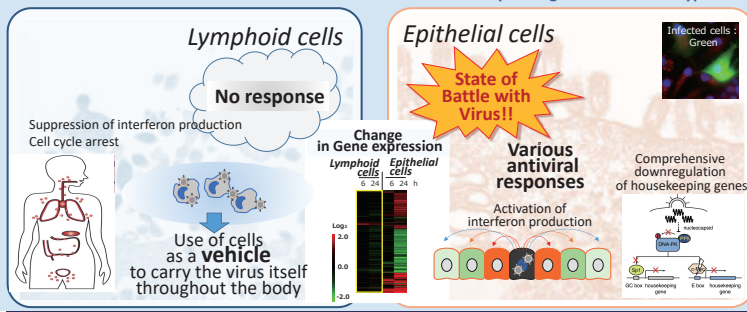 Lymphoid cells
No response
Suppression of interferon production
Cell cycle arrest
Use of cells
as a vehicle
to carry the virus itself
throughout the body
Change
in Gene expression
Lymphoid
cells
Epithelial
cells
6 24 6 24 h
Log₂
2.0
0.0
-2.0
Epithelial cells
State of
Battle with
Virus!!
Infected cells :
Green
Various
antiviral
responses
Activation of
interferon production
Comprehensive
downregulation
of housekeeping genes
nucleocapsid
DNA-PK
Sp1
GC box
housekeeping
gene
E box
housekeeping
gene